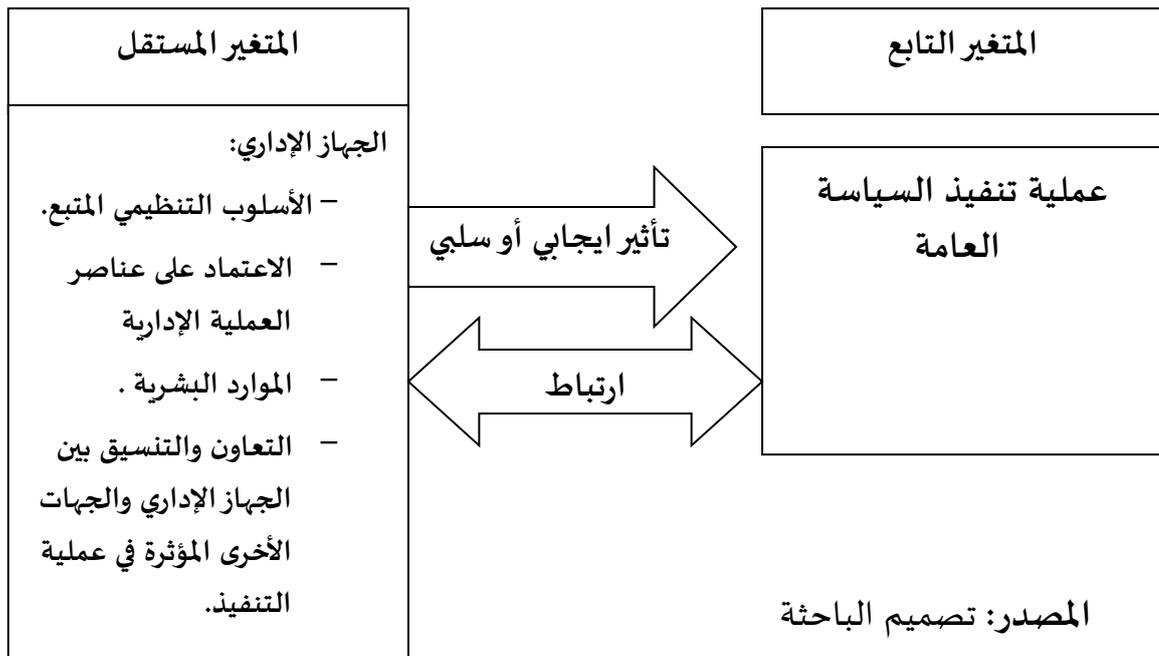 المتغير المستقل
الجهاز الإداري:
– الأسلوب التنظيمي المتبع.
– الاعتماد على عناصر
العملية الإدارية
– الموارد البشرية .
– التعاون والتنسيق بين
الجهاز الإداري والجهات
الأخرى المؤثرة في عملية
التنفيذ.
تأثير ايجابي أو سلبي
ارتباط
المتغير التابع
عملية تنفيذ السياسة
العامة
المصدر: تصميم الباحثة